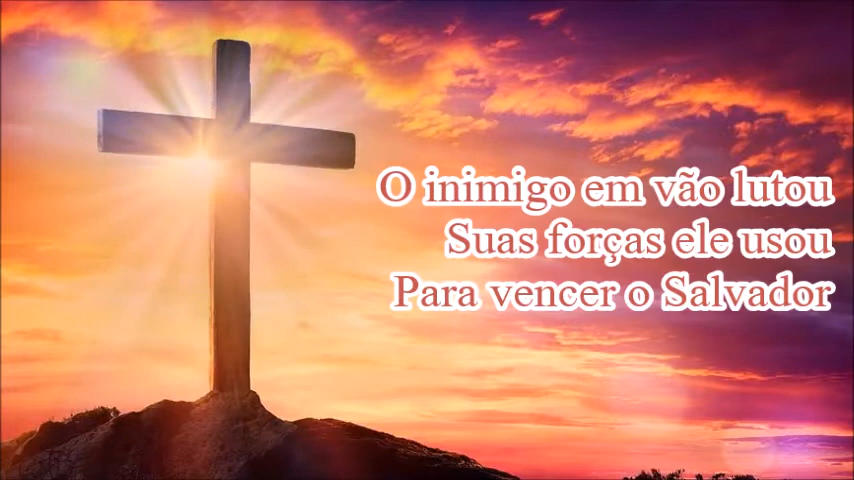 O inimigo em vão lutou
Suas forças ele usou
Para vencer o Salvador